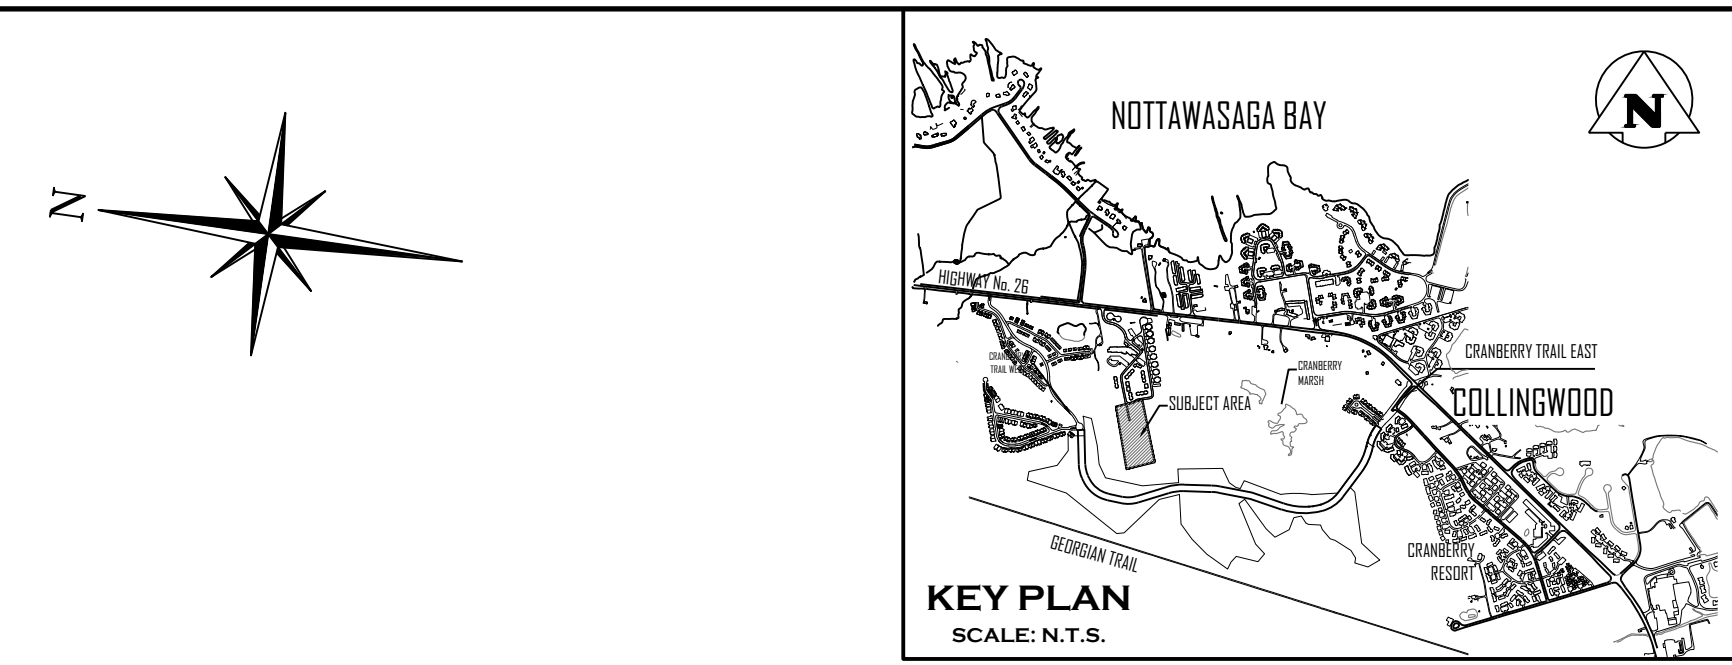 N
NOTTAWASAGA BAY
N
HIGHWAY No. 26
CRANBERRY TRAIL EAST
CRANBERRY
MARSH
TRAIL
COLLINGWOOD
SUBJECT AREA
GEORGIAN TRAIL
CRANBERRY
RESORT
KEY PLAN
SCALE: N.T.S.